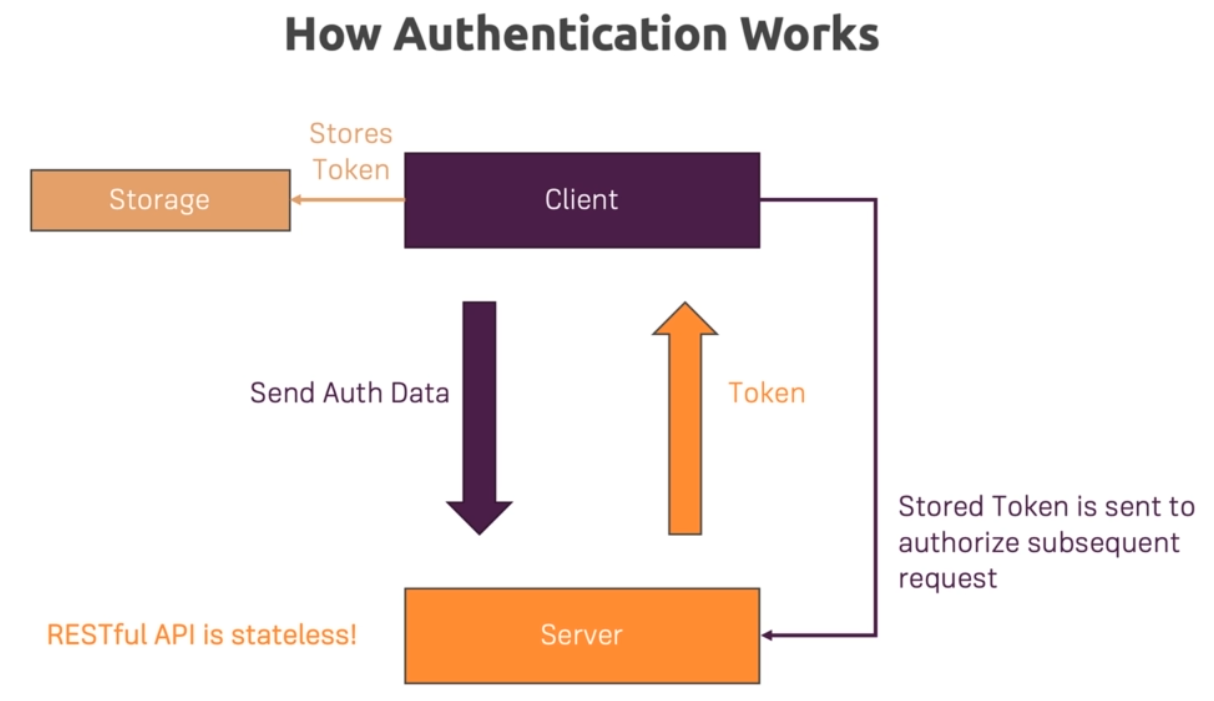 How Authentication Works
Stores
Token
Storage
Client
Send Auth Data
Token
Stored Token is sent to
authorize subsequent
request
RESTful API is stateless!
Server